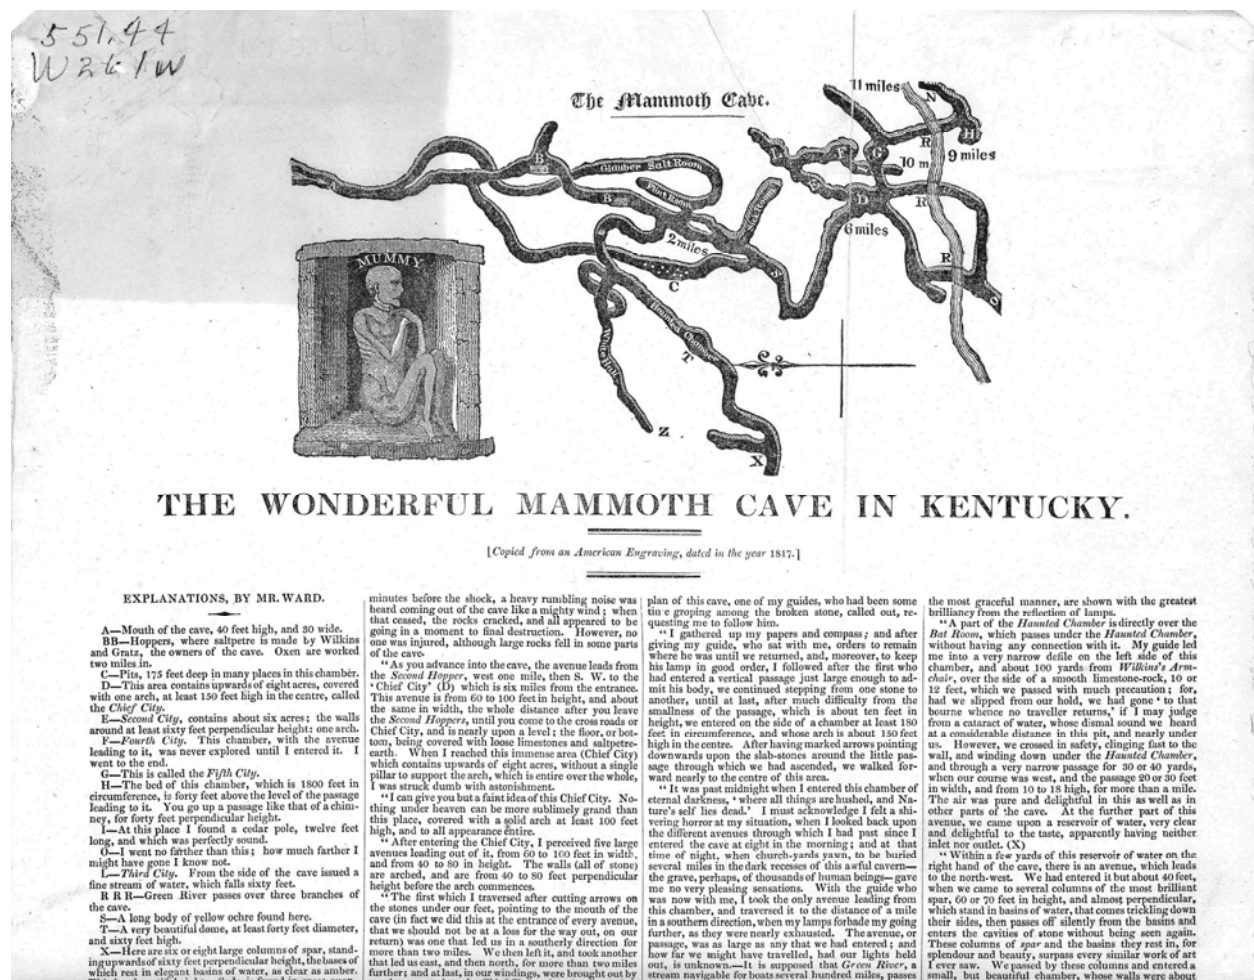 551.44
W261w
The Mammoth Cave.
11 miles
N
H
R
9 miles
10 m
G
F
E
D
R
6 miles
R
O
A
B
Glauber Salt Room
Flint Room
B
2 miles
C
S
MUMMY
Haunted Chamber
T
Z
X
THE WONDERFUL MAMMOTH CAVE IN KENTUCKY.
[Copied from an American Engraving, dated in the year 1817.]
EXPLANATIONS, BY MR. WARD.
A—Mouth of the cave, 40 feet high, and 30 wide.
BB—Hoppers, where saltpetre is made by Wilkins
and Gratz, the owners of the cave. Oxen are worked
two miles in.
C—Pits, 175 feet deep in many places in this chamber.
D—This area contains upwards of eight acres, covered
with one arch, at least 150 feet high in the centre, called
the Chief City.
E—Second City, contains about six acres; the walls
around at least sixty feet perpendicular height: one arch.
F—Fourth City. This chamber, with the avenue
leading to it, was never explored until I entered it. I
went to the end.
G—This is called the Fifth City.
H—The bed of this chamber, which is 1800 feet in
circumference, is forty feet above the level of the passage
leading to it. You go up a passage like that of a chim-
ney, for forty feet perpendicular height.
I—At this place I found a cedar pole, twelve feet
long, and which was perfectly sound.
O—I went no farther than this; how much farther I
might have gone I know not.
L—Third City. From the side of the cave issued a
fine stream of water, which falls sixty feet.
R R R—Green River passes over three branches of
the cave.
S—A long body of yellow ochre found here.
T—A very beautiful dome, at least forty feet diameter,
and sixty feet high.
X—Here are six or eight large columns of spar, stand-
ing upwards of sixty feet perpendicular height, the bases of
which rest in elegant basins of water, as clear as amber.
minutes before the shock, a heavy rumbling noise was
heard coming out of the cave like a mighty wind; when
that ceased, the rocks cracked, and all appeared to be
going in a moment to final destruction. However, no
one was injured, although large rocks fell in some parts
of the cave.
"As you advance into the cave, the avenue leads from
the Second Hopper, west one mile, then S. W. to the
'Chief City' (D) which is six miles from the entrance.
This avenue is from 60 to 100 feet in height, and about
the same in width, the whole distance after you leave
the Second Hoppers, until you come to the cross roads or
Chief City, and is nearly upon a level; the floor, or bot-
tom, being covered with loose limestones and saltpetre-
earth. When I reached this immense area (Chief City)
which contains upwards of eight acres, without a single
pillar to support the arch, which is entire over the whole,
I was struck dumb with astonishment.
"I can give you but a faint idea of this Chief City. No-
thing under heaven can be more sublimely grand than
this place, covered with a solid arch at least 100 feet
high, and to all appearance entire.
"After entering the Chief City, I perceived five large
avenues leading out of it, from 60 to 100 feet in width,
and from 40 to 80 in height. The walls (all of stone)
are arched, and are from 40 to 80 feet perpendicular
height before the arch commences.
"The first which I traversed after cutting arrows on
the stones under our feet, pointing to the mouth of the
cave (in fact we did this at the entrance of every avenue,
that we should not be at a loss for the way out, on our
return) was one that led us in a southerly direction for
more than two miles. We then left it, and took another
that led us east, and then north, for more than two miles
further; and at last, in our windings, were brought out by
plan of this cave, one of my guides, who had been some
time groping among the broken stone, called out, re-
questing me to follow him.
"I gathered up my papers and compass; and after
giving my guide, who sat with me, orders to remain
where he was until we returned, and, moreover, to keep
his lamp in good order, I followed after the first who
had entered a vertical passage just large enough to ad-
mit his body, we continued stepping from one stone to
another, until at last, after much difficulty from the
smallness of the passage, which is about ten feet in
height, we entered on the side of a chamber at least 180
feet in circumference, and whose arch is about 150 feet
high in the centre. After having marked arrows pointing
downwards upon the slab-stones around the little pas-
sage through which we had ascended, we walked for-
ward nearly to the centre of this area.
"It was past midnight when I entered this chamber of
eternal darkness, 'where all things are hushed, and Na-
ture's self lies dead.' I must acknowledge I felt a shi-
vering horror at my situation, when I looked back upon
the different avenues through which I had past since I
entered the cave at eight in the morning; and at that
time of night, when church-yards yawn, to be buried
several miles in the dark recesses of this awful cavern—
the grave, perhaps, of thousands of human beings—gave
me no very pleasing sensations. With the guide who
was now with me, I took the only avenue leading from
this chamber, and traversed it to the distance of a mile
in a southern direction, when my lamps forbade my going
further, as they were nearly exhausted. The avenue, or
passage, was as large as any that we had entered; and
how far we might have travelled, had our lights held
out, is unknown.—It is supposed that Green River, a
stream navigable for boats several hundred miles, passes
the most graceful manner, are shown with the greatest
brilliancy from the reflection of lamps.
"A part of the Haunted Chamber is directly over the
Bat Room, which passes under the Haunted Chamber,
without having any connection with it. My guide led
me into a very narrow defile on the left side of this
chamber, and about 100 yards from Wilkins's Arm-
chair, over the side of a smooth limestone-rock, 10 or
12 feet, which we passed with much precaution; for,
had we slipped from our hold, we had gone 'to that
bourne whence no traveller returns,' if I may judge
from a cataract of water, whose dismal sound we heard
at a considerable distance in this pit, and nearly under
us. However, we crossed in safety, clinging fast to the
wall, and winding down under the Haunted Chamber,
and through a very narrow passage for 30 or 40 yards,
when our course was west, and the passage 20 or 30 feet
in width, and from 10 to 18 high, for more than a mile.
The air was pure and delightful in this as well as in
other parts of the cave. At the further part of this
avenue, we came upon a reservoir of water, very clear
and delightful to the taste, apparently having neither
inlet nor outlet. (X)
"Within a few yards of this reservoir of water on the
right hand of the cave, there is an avenue, which leads
to the north-west. We had entered it but about 40 feet,
when we came to several columns of the most brilliant
spar, 60 or 70 feet in height, and almost perpendicular,
which stand in basins of water, that comes trickling down
their sides, then passes off silently from the basins and
enters the cavities of stone without being seen again.
These columns of spar and the basins they rest in, for
splendour and beauty, surpass every similar work of art
I ever saw. We passed by these columns and entered a
small, but beautiful chamber, whose walls were about